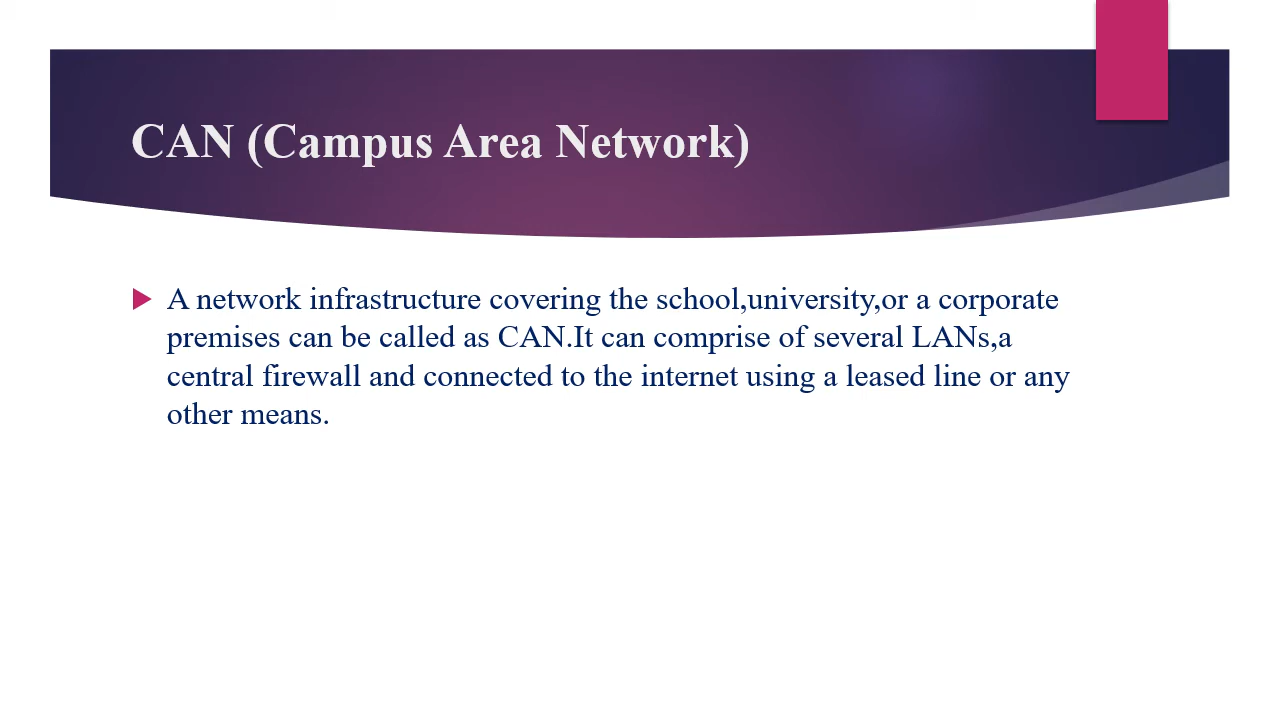 CAN (Campus Area Network)
A network infrastructure covering the school,university,or a corporate
premises can be called as CAN.It can comprise of several LANs,a
central firewall and connected to the internet using a leased line or any
other means.